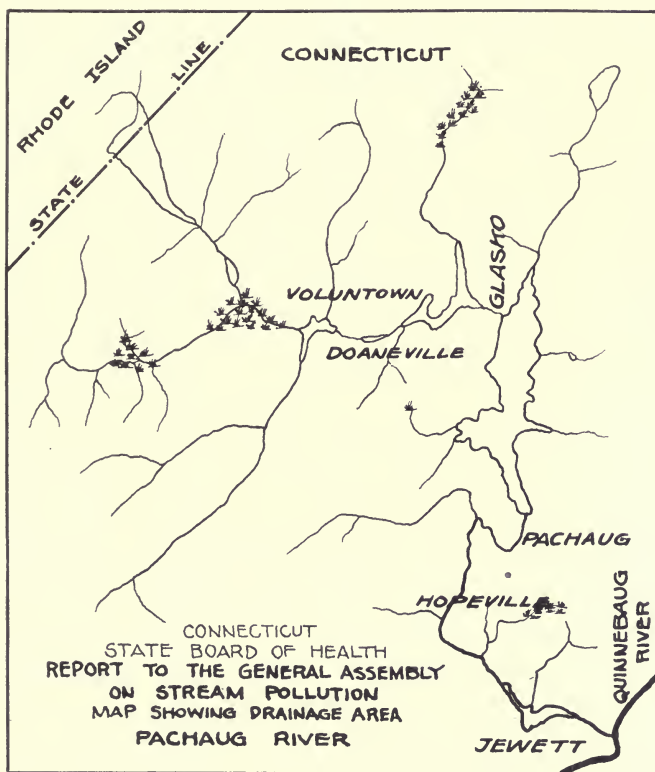 RHODE ISLAND
STATE LINE
CONNECTICUT
GLASKO
VOLUNTOWN
DOANEVILLE
PACHAUG
HOPEVILLE
QUINNEBAUG
RIVER
JEWETT
CONNECTICUT
STATE BOARD OF HEALTH
REPORT TO THE GENERAL ASSEMBLY
ON STREAM POLLUTION
MAP SHOWING DRAINAGE AREA
PACHAUG RIVER